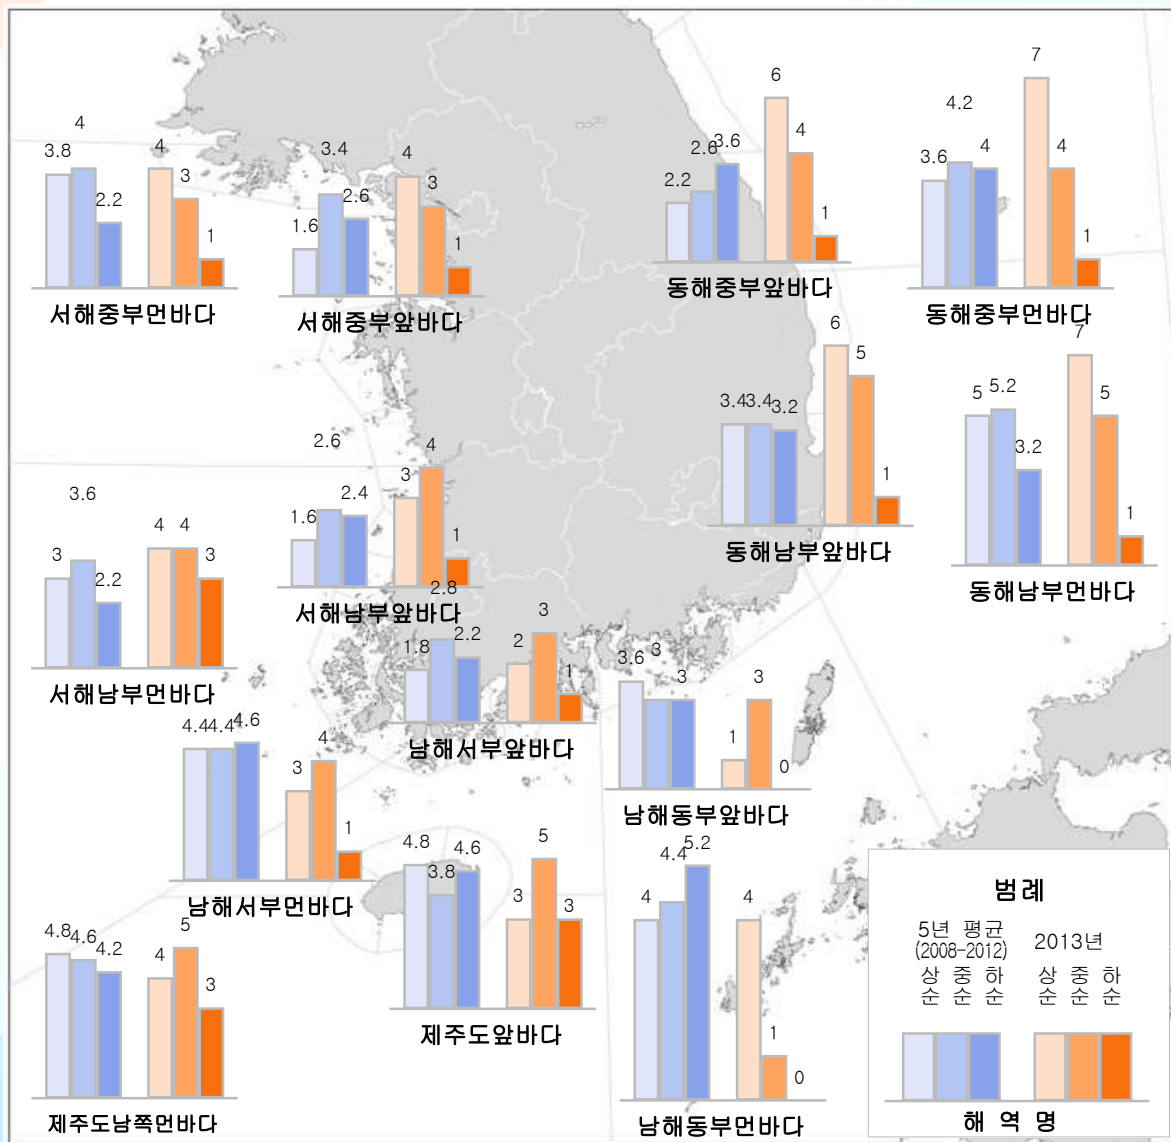 3.8 4 2.2 4 3 1
서해중부먼바다
1.6 3.4 2.6 4 3 1
서해중부앞바다
2.2 2.6 3.6 6 4 1
동해중부앞바다
3.6 4.2 4 7 4 1
동해중부먼바다
3.4 3.4 3.2 6 5 1
동해남부앞바다
5 5.2 3.2 7 5 1
동해남부먼바다
3 3.6 2.2 4 4 3
서해남부먼바다
1.6 2.6 2.4 3 4 1
서해남부앞바다
1.8 2.8 2.2 2 3 1
남해서부앞바다
3.6 3 3 1 3 0
남해동부앞바다
4.4 4.4 4.6 3 4 1
남해서부먼바다
4.8 3.8 4.6 3 5 3
제주도앞바다
4 4.4 5.2 4 1 0
남해동부먼바다
4.8 4.6 4.2 4 5 3
제주도남쪽먼바다
범례
5년 평균
(2008-2012)
2013년
상순 중순 하순 상순 중순 하순
해 역 명